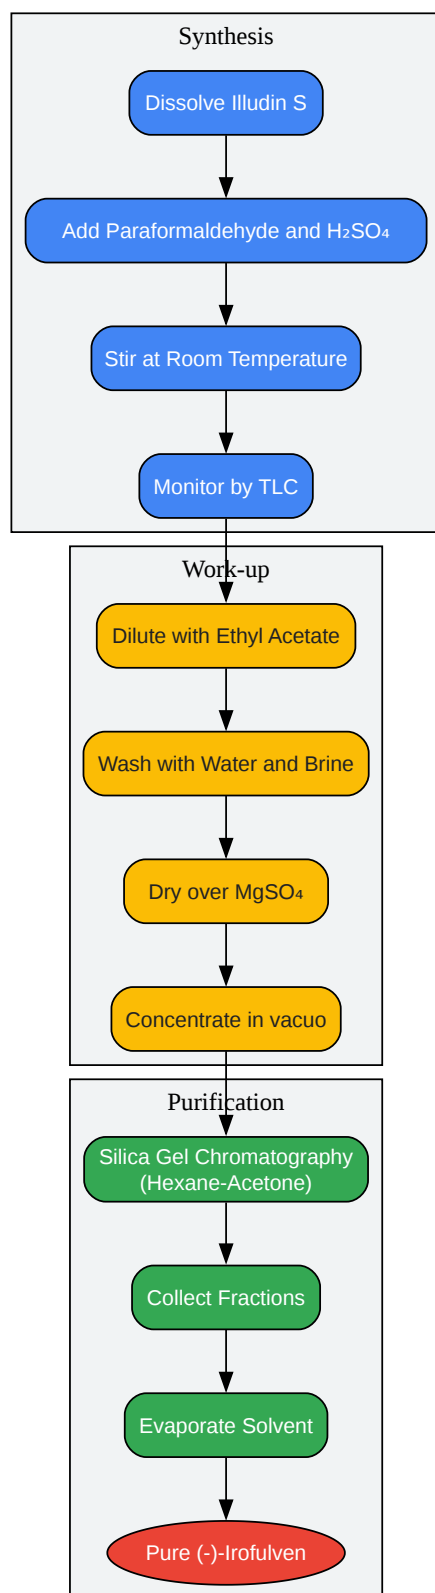 Synthesis
Dissolve Illudin S
Add Paraformaldehyde and H₂SO₄
Stir at Room Temperature
Monitor by TLC
Work-up
Dilute with Ethyl Acetate
Wash with Water and Brine
Dry over MgSO₄
Concentrate in vacuo
Purification
Silica Gel Chromatography
(Hexane-Acetone)
Collect Fractions
Evaporate Solvent
Pure (-)-Irofulven